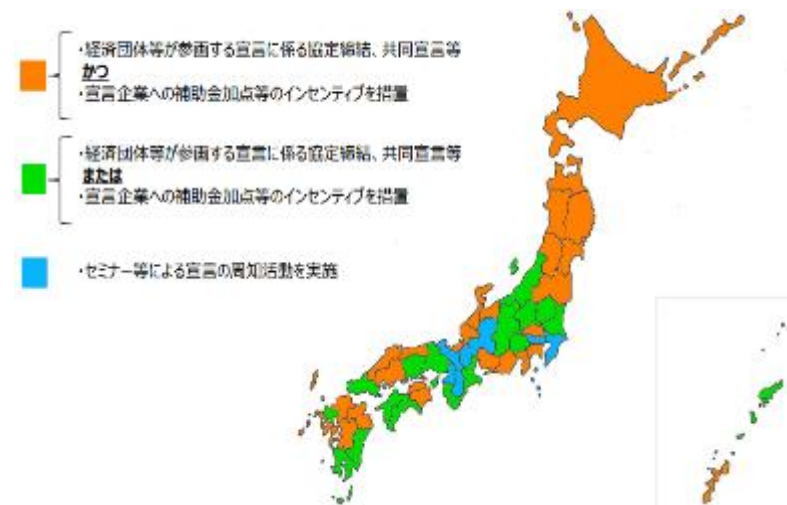 ・経済団体等が参画する宣言に係る協定締結、共同宣言等
かつ
・宣言企業への補助金加点等のインセンティブを措置
・経済団体等が参画する宣言に係る協定締結、共同宣言等
または
・宣言企業への補助金加点等のインセンティブを措置
・セミナー等による宣言の周知活動を実施